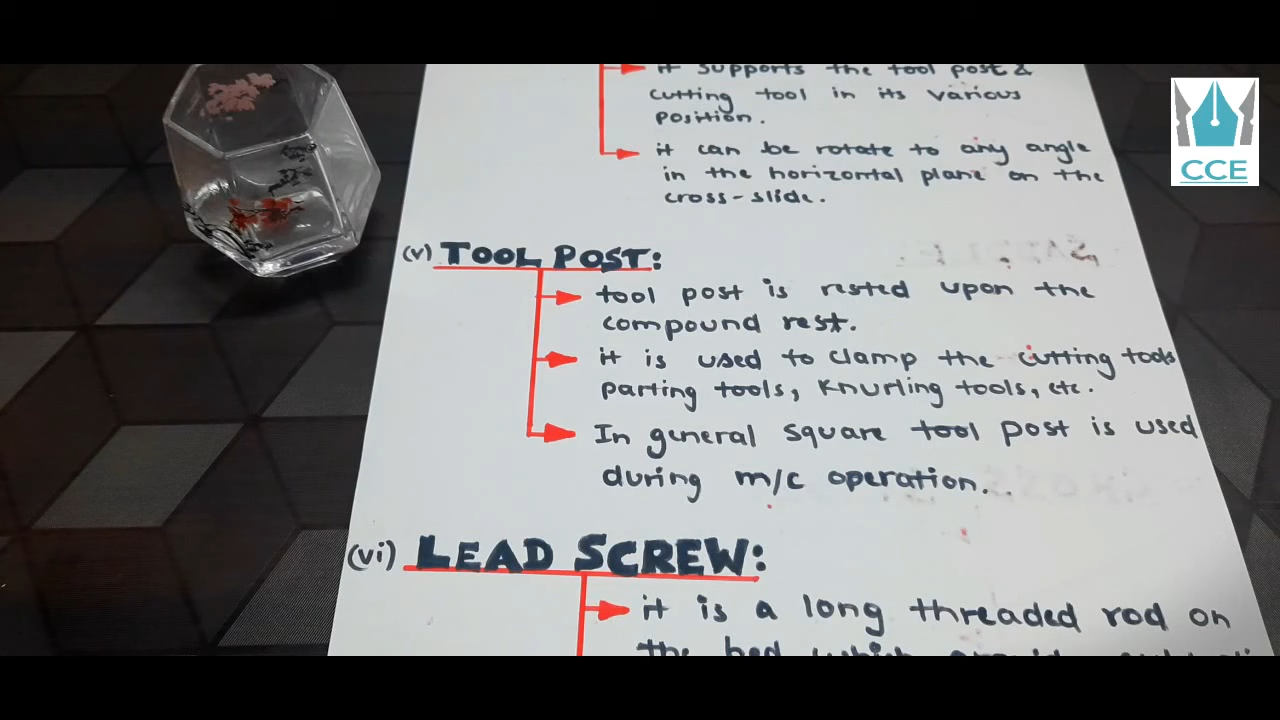 it supports the tool post &
cutting tool in its various
position.
it can be rotate to any angle
in the horizontal plane on the
cross-slide.
CCE
(v) TOOL POST:
tool post is rested upon the
compound rest.
it is used to clamp the cutting tools
parting tools, knurling tools, etc.
In general square tool post is used
during m/c operation.
(vi) LEAD SCREW:
it is a long threaded rod on
the bed which